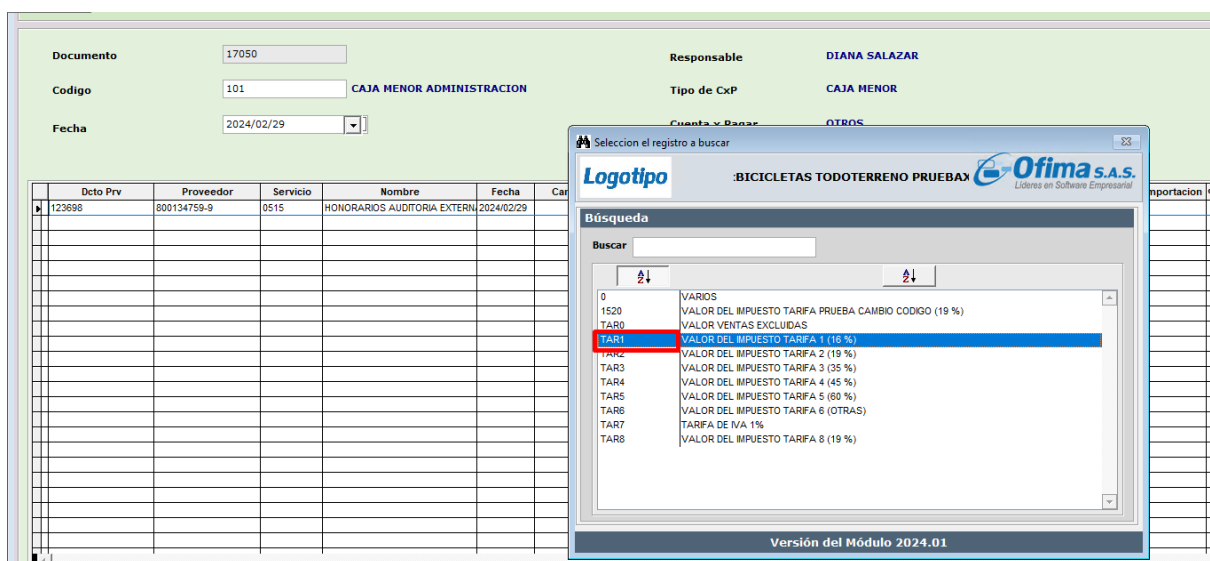 Documento 17050 Responsable DIANA SALAZAR
Codigo 101 CAJA MENOR ADMINISTRACION Tipo de CxP CAJA MENOR
Fecha 2024/02/29 Cuenta x Pagar OTROS
Seleccion el registro a buscar
Logotipo :BICICLETAS TODOTERRENO PRUEBAX Ofima S.A.S.
Líderes en Software Empresarial
Dcto Prv Proveedor Servicio Nombre Fecha Can mportacion
123698 800134759-9 0515 HONORARIOS AUDITORIA EXTERN 2024/02/29
Búsqueda
Buscar
0 VARIOS
1520 VALOR DEL IMPUESTO TARIFA PRUEBA CAMBIO CODIGO (19 %)
TAR0 VALOR VENTAS EXCLUIDAS
TAR1 VALOR DEL IMPUESTO TARIFA 1 (16 %)
TAR2 VALOR DEL IMPUESTO TARIFA 2 (19 %)
TAR3 VALOR DEL IMPUESTO TARIFA 3 (35 %)
TAR4 VALOR DEL IMPUESTO TARIFA 4 (45 %)
TAR5 VALOR DEL IMPUESTO TARIFA 5 (60 %)
TAR6 VALOR DEL IMPUESTO TARIFA 6 (OTRAS)
TAR7 TARIFA DE IVA 1%
TAR8 VALOR DEL IMPUESTO TARIFA 8 (19 %)
Versión del Módulo 2024.01